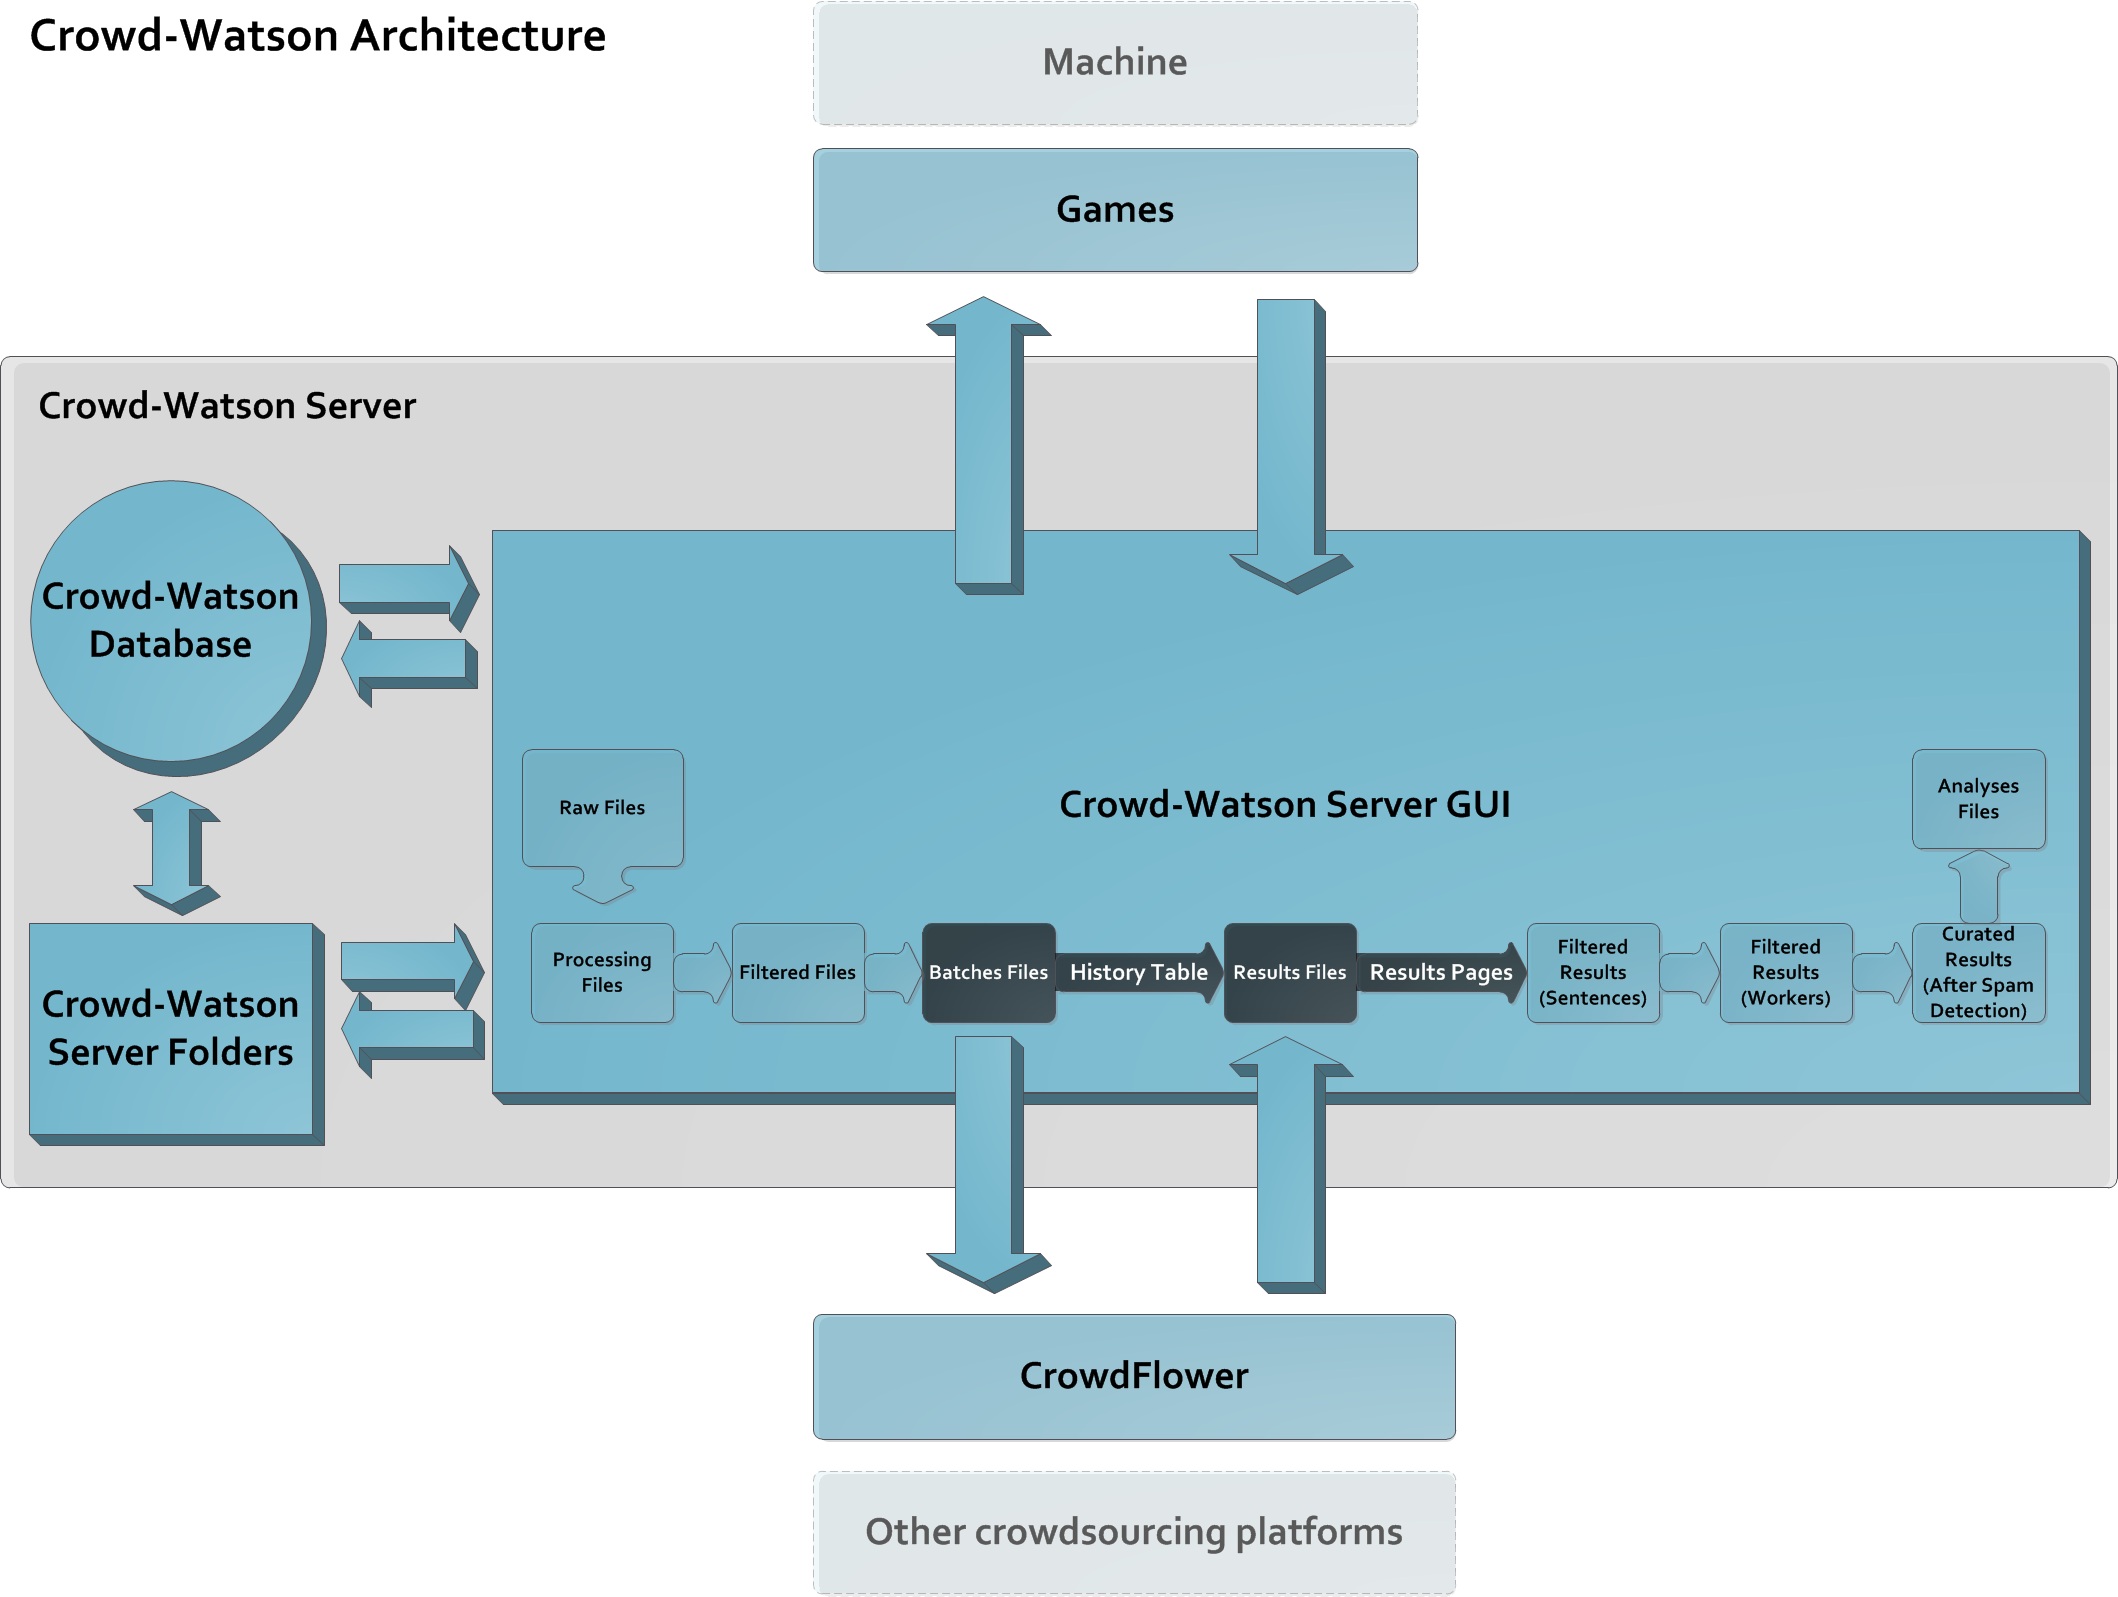 Crowd-Watson Architecture
Machine
Games
Crowd-Watson Server
Crowd-Watson
Database
Crowd-Watson
Server Folders
Crowd-Watson Server GUI
Raw Files
Processing
Files
Filtered Files
Batches Files
History Table
Results Files
Results Pages
Filtered
Results
(Sentences)
Filtered
Results
(Workers)
Curated
Results
(After Spam
Detection)
Analyses
Files
CrowdFlower
Other crowdsourcing platforms